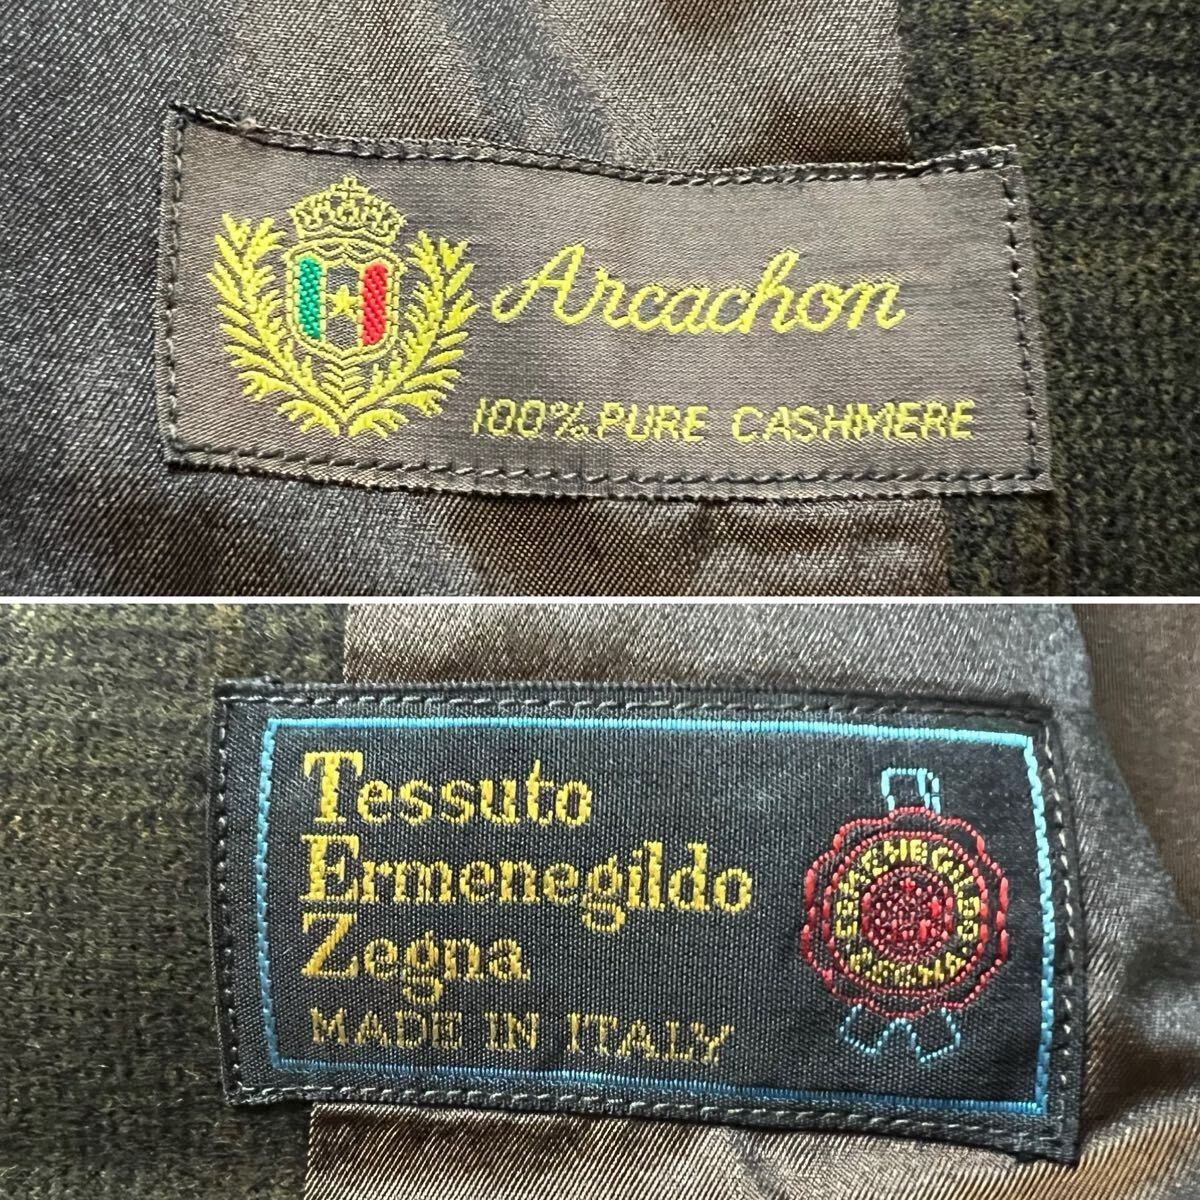 Arcachon
100% PURE CASHMERE
Tessuto
Ermenegildo
Zegna
MADE IN ITALY